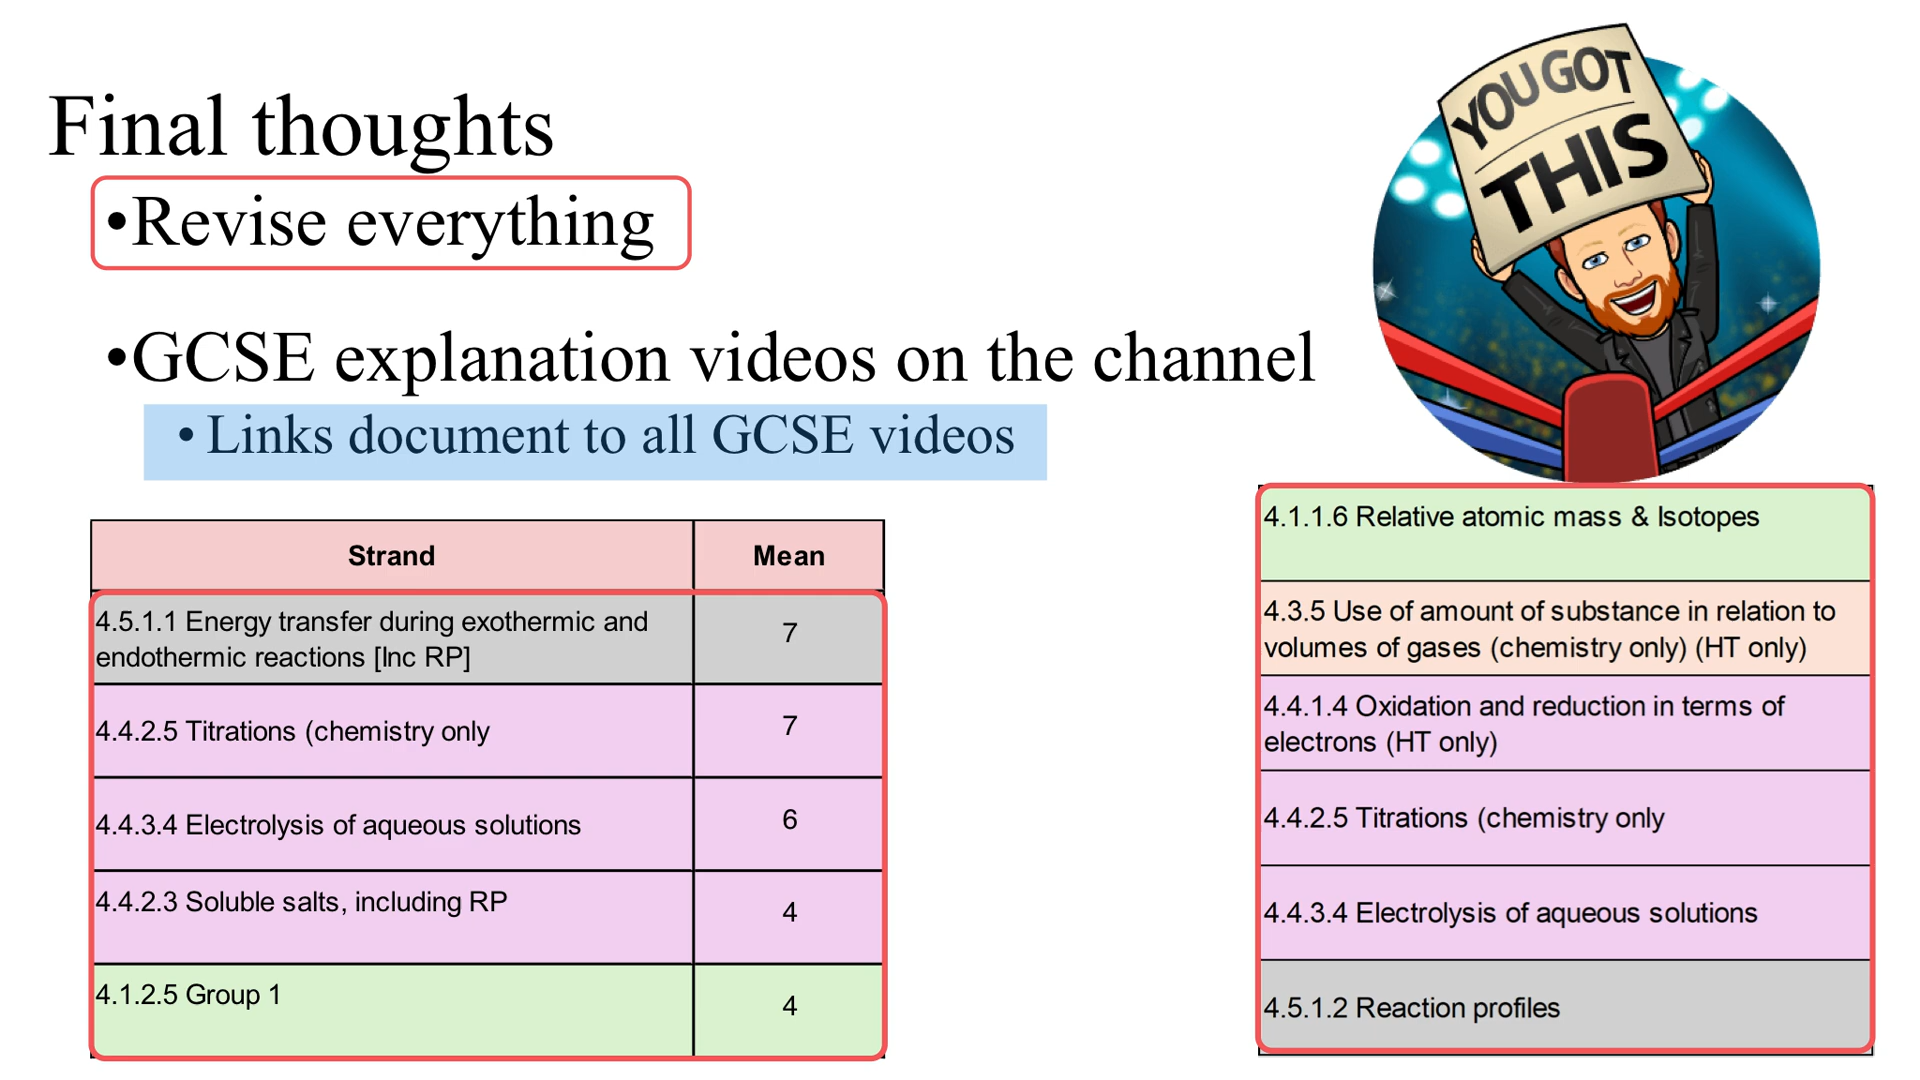 Final thoughts
•Revise everything
•GCSE explanation videos on the channel
• Links document to all GCSE videos
YOU GOT
THIS
Strand Mean
4.5.1.1 Energy transfer during exothermic and
endothermic reactions [Inc RP] 7
4.4.2.5 Titrations (chemistry only 7
4.4.3.4 Electrolysis of aqueous solutions 6
4.4.2.3 Soluble salts, including RP 4
4.1.2.5 Group 1 4
4.1.1.6 Relative atomic mass & Isotopes
4.3.5 Use of amount of substance in relation to
volumes of gases (chemistry only) (HT only)
4.4.1.4 Oxidation and reduction in terms of
electrons (HT only)
4.4.2.5 Titrations (chemistry only
4.4.3.4 Electrolysis of aqueous solutions
4.5.1.2 Reaction profiles